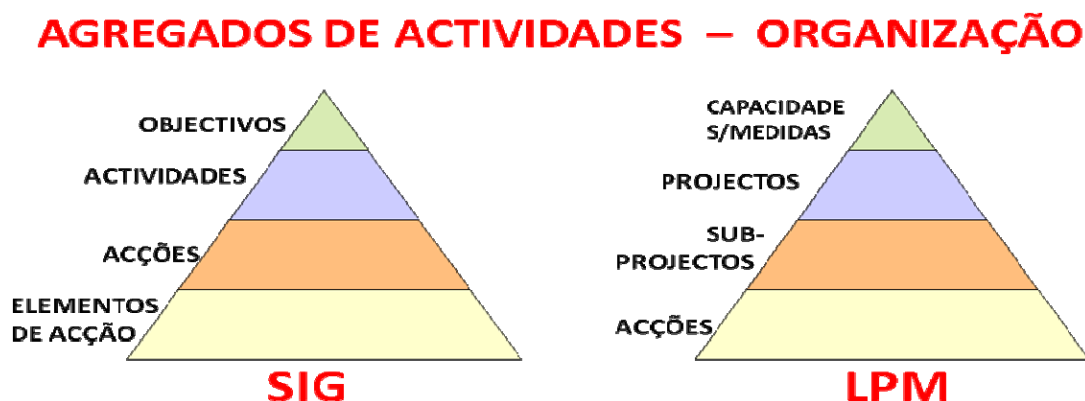 AGREGADOS DE ACTIVIDADES – ORGANIZAÇÃO
OBJECTIVOS
ACTIVIDADES
ACÇÕES
ELEMENTOS
DE ACÇÃO
SIG
CAPACIDADE
S/MEDIDAS
PROJECTOS
SUB-
PROJECTOS
ACÇÕES
LPM